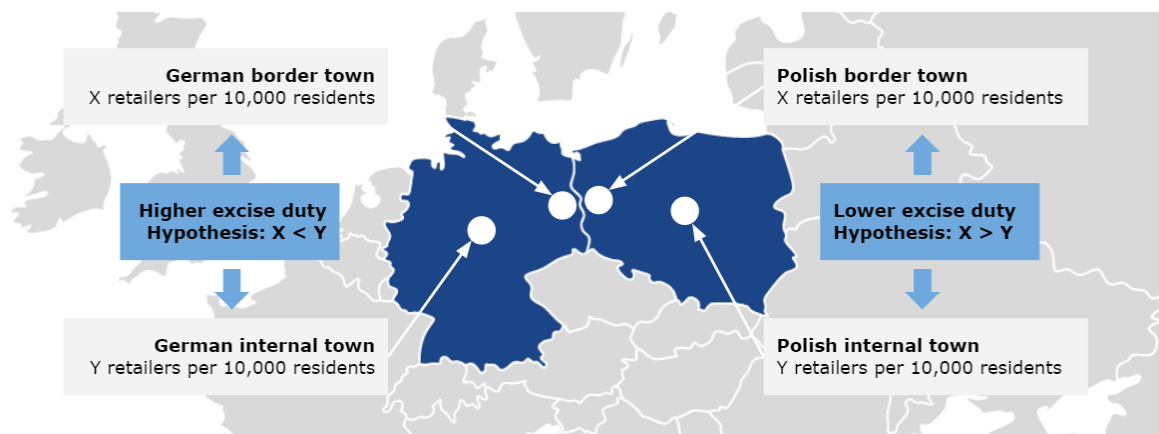 German border town
X retailers per 10,000 residents
Higher excise duty
Hypothesis: X < Y
German internal town
Y retailers per 10,000 residents
Polish border town
X retailers per 10,000 residents
Lower excise duty
Hypothesis: X > Y
Polish internal town
Y retailers per 10,000 residents